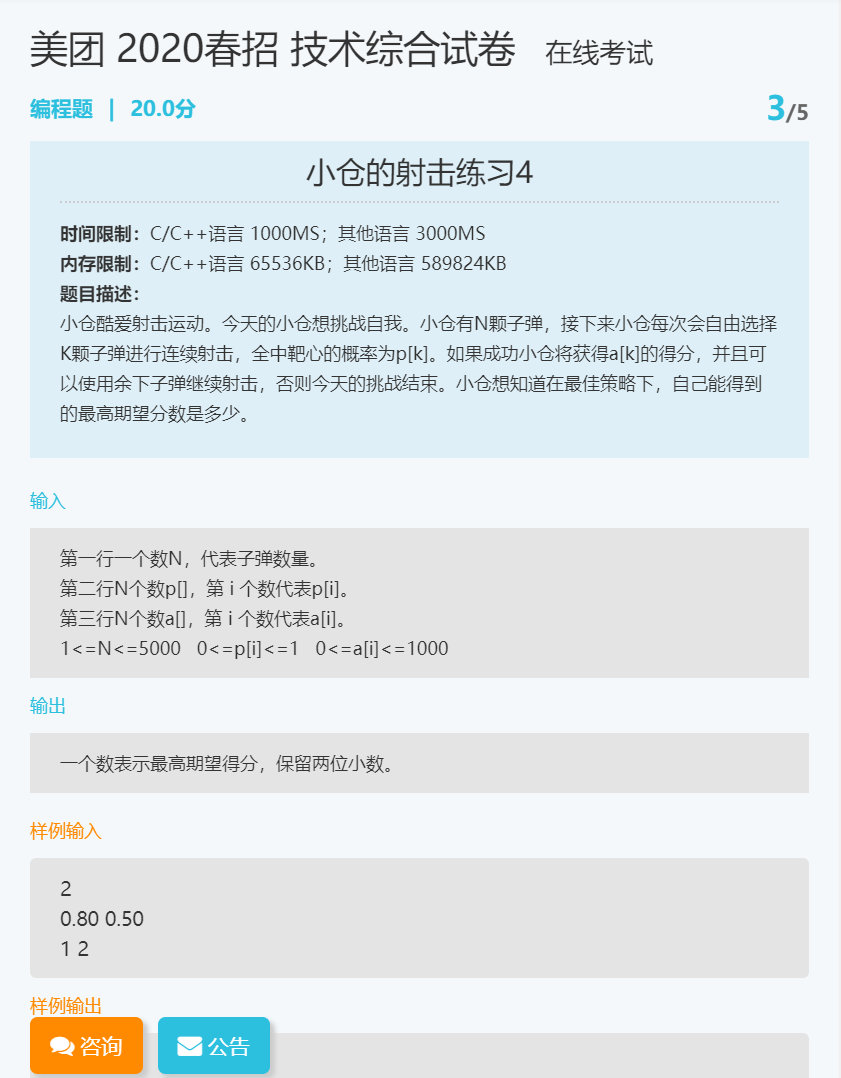 美团 2020春招 技术综合试卷 在线考试
编程题 | 20.0分 3/5
小仓的射击练习4
时间限制：C/C++语言 1000MS；其他语言 3000MS
内存限制：C/C++语言 65536KB；其他语言 589824KB
题目描述：
小仓酷爱射击运动。今天的小仓想挑战自我。小仓有N颗子弹，接下来小仓每次会自由选择
K颗子弹进行连续射击，全中靶心的概率为p[k]。如果成功小仓将获得a[k]的得分，并且可
以使用余下子弹继续射击，否则今天的挑战结束。小仓想知道在最佳策略下，自己能得到
的最高期望分数是多少。
输入
第一行一个数N，代表子弹数量。
第二行N个数p[]，第 i 个数代表p[i]。
第三行N个数a[]，第 i 个数代表a[i]。
1<=N<=5000 0<=p[i]<=1 0<=a[i]<=1000
输出
一个数表示最高期望得分，保留两位小数。
样例输入
2
0.80 0.50
1 2
样例输出
咨询 公告